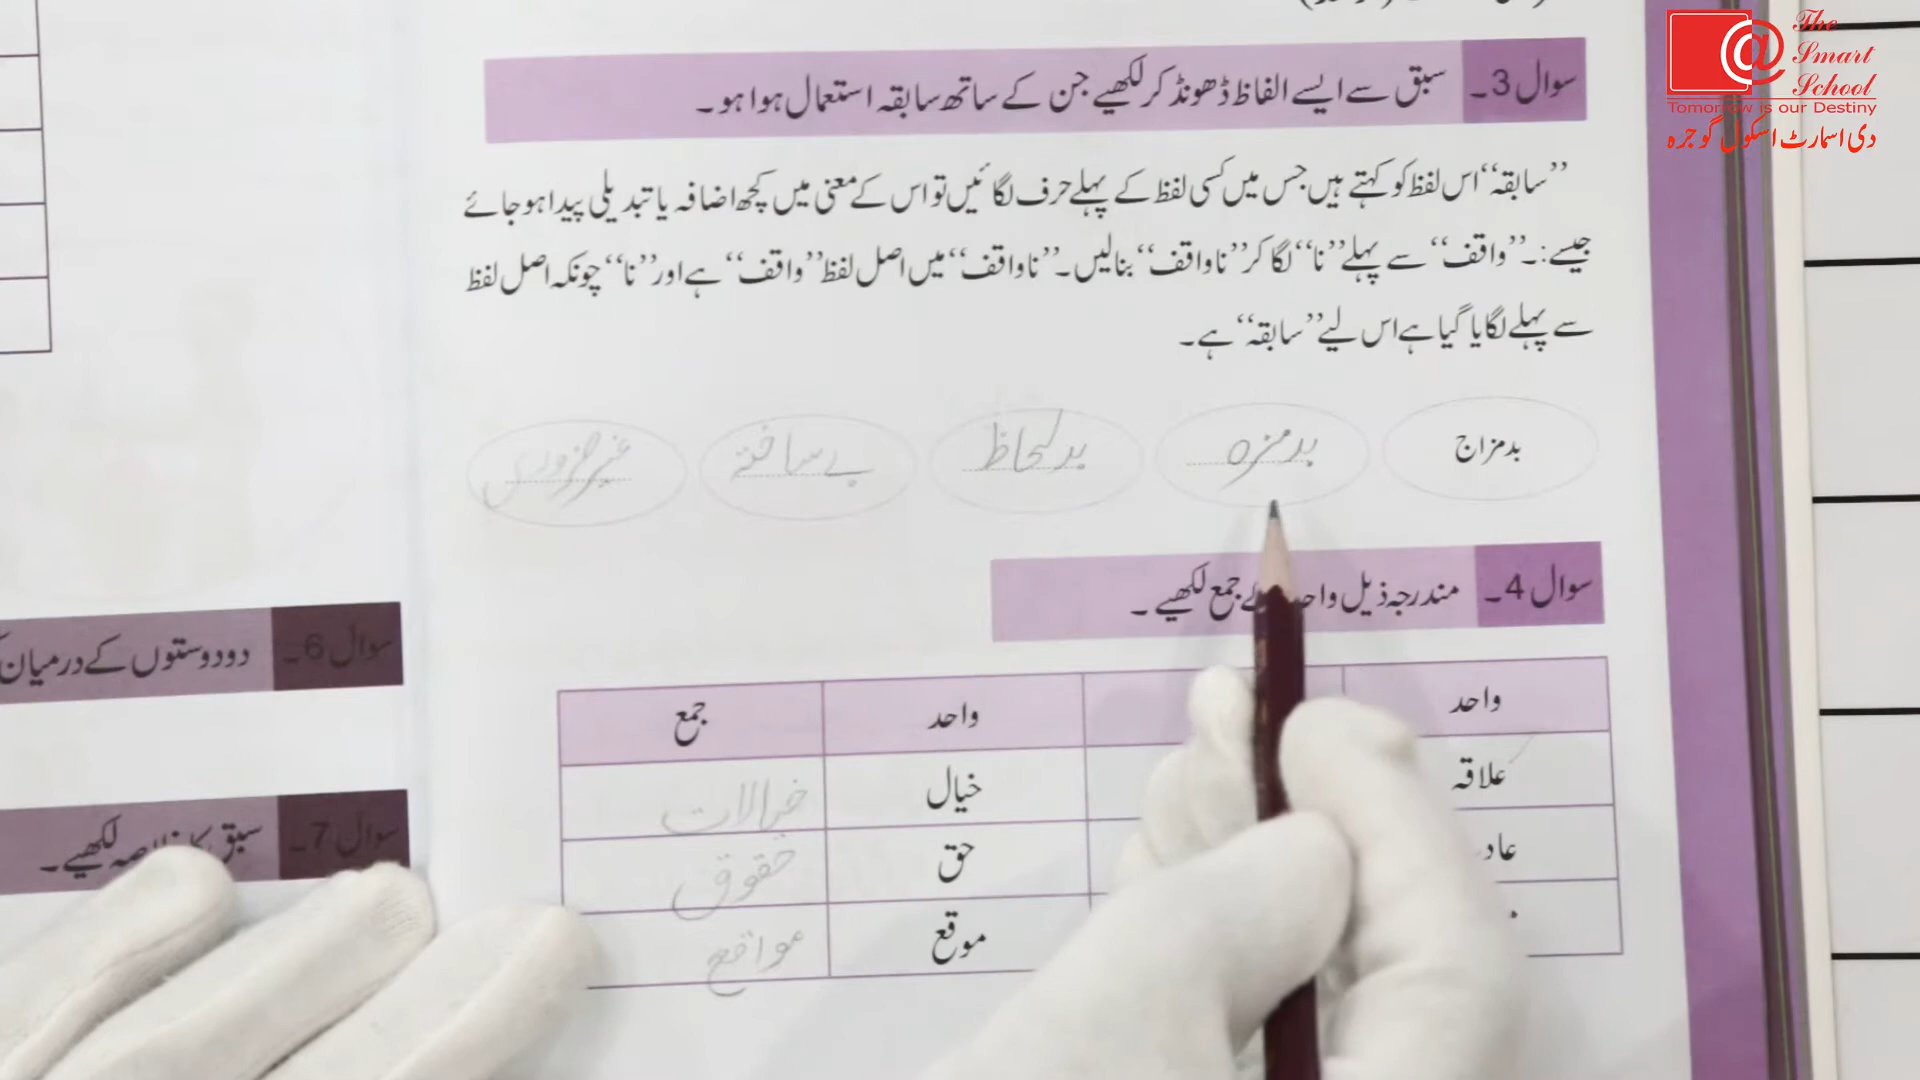 The
Smart
School
Tomorrow is our Destiny
دی اسمارٹ اسکول گوجرہ
سوال 3۔ سبق سے ایسے الفاظ ڈھونڈ کر لکھیے جن کے ساتھ سابقہ استعمال ہوا ہو۔
’’سابقہ‘‘ اس لفظ کو کہتے ہیں جس میں کسی لفظ کے پہلے حرف لگائیں تو اس کے معنی میں کچھ اضافہ یا تبدیلی پیدا ہو جائے
جیسے:۔ ’’واقف‘‘ سے پہلے ’’نا‘‘ لگا کر ’’ناواقف‘‘ بنالیں۔ ’’ناواقف‘‘ میں اصل لفظ ’’واقف‘‘ ہے اور ’’نا‘‘ چونکہ اصل لفظ
سے پہلے لگایا گیا ہے اس لیے ’’سابقہ‘‘ ہے۔
بدمزاج بدمزہ بدلحاظ بے ساختہ غیر ضروری
سوال 4۔ مندرجہ ذیل جمع لکھیے۔
واحد واحد جمع
علاقہ خیال خیالات
حق حقوق
موقع مواقع
سوال 6۔ دو دوستوں کے درمیان
سوال 7۔ سبق لکھیے۔